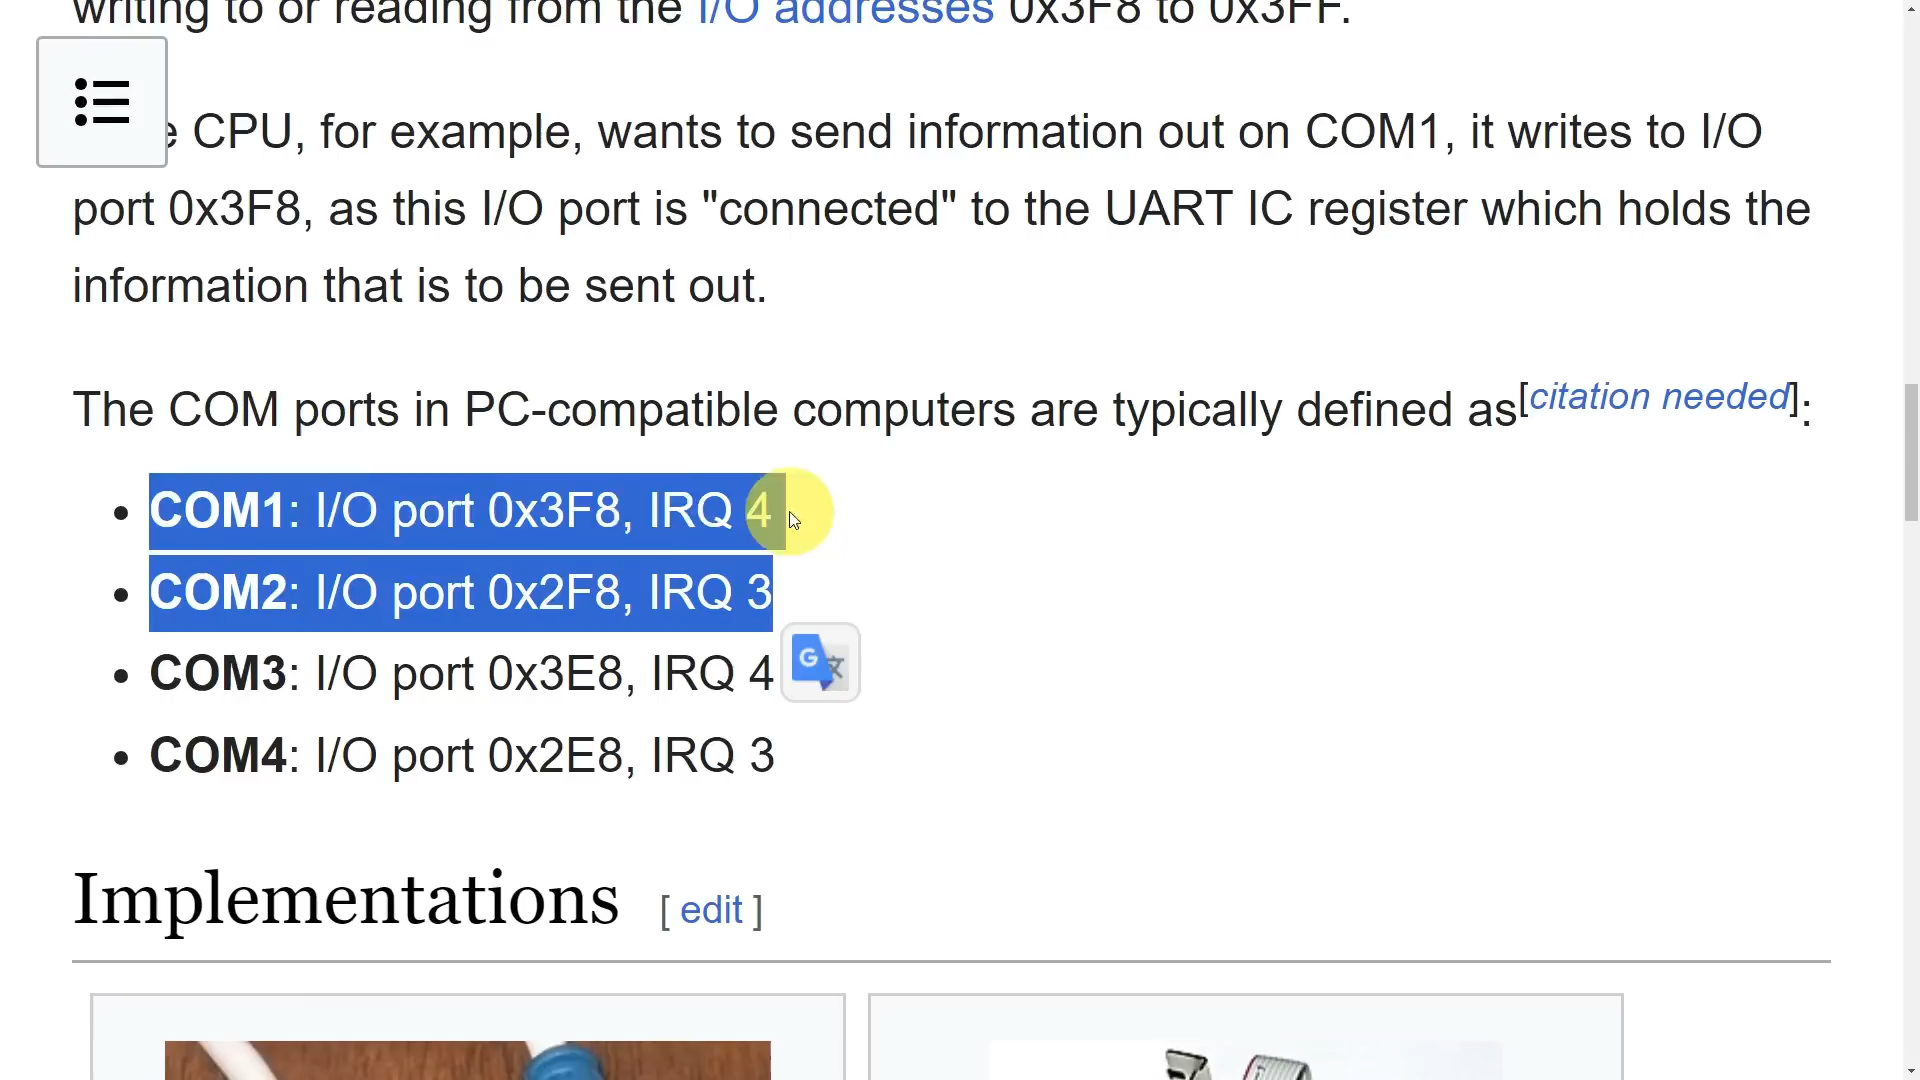 writing to or reading from the I/O addresses 0x3F8 to 0x3FF.
e CPU, for example, wants to send information out on COM1, it writes to I/O
port 0x3F8, as this I/O port is "connected" to the UART IC register which holds the
information that is to be sent out.
The COM ports in PC-compatible computers are typically defined as[citation needed]:
• COM1: I/O port 0x3F8, IRQ 4
• COM2: I/O port 0x2F8, IRQ 3
• COM3: I/O port 0x3E8, IRQ 4
• COM4: I/O port 0x2E8, IRQ 3
Implementations [ edit ]